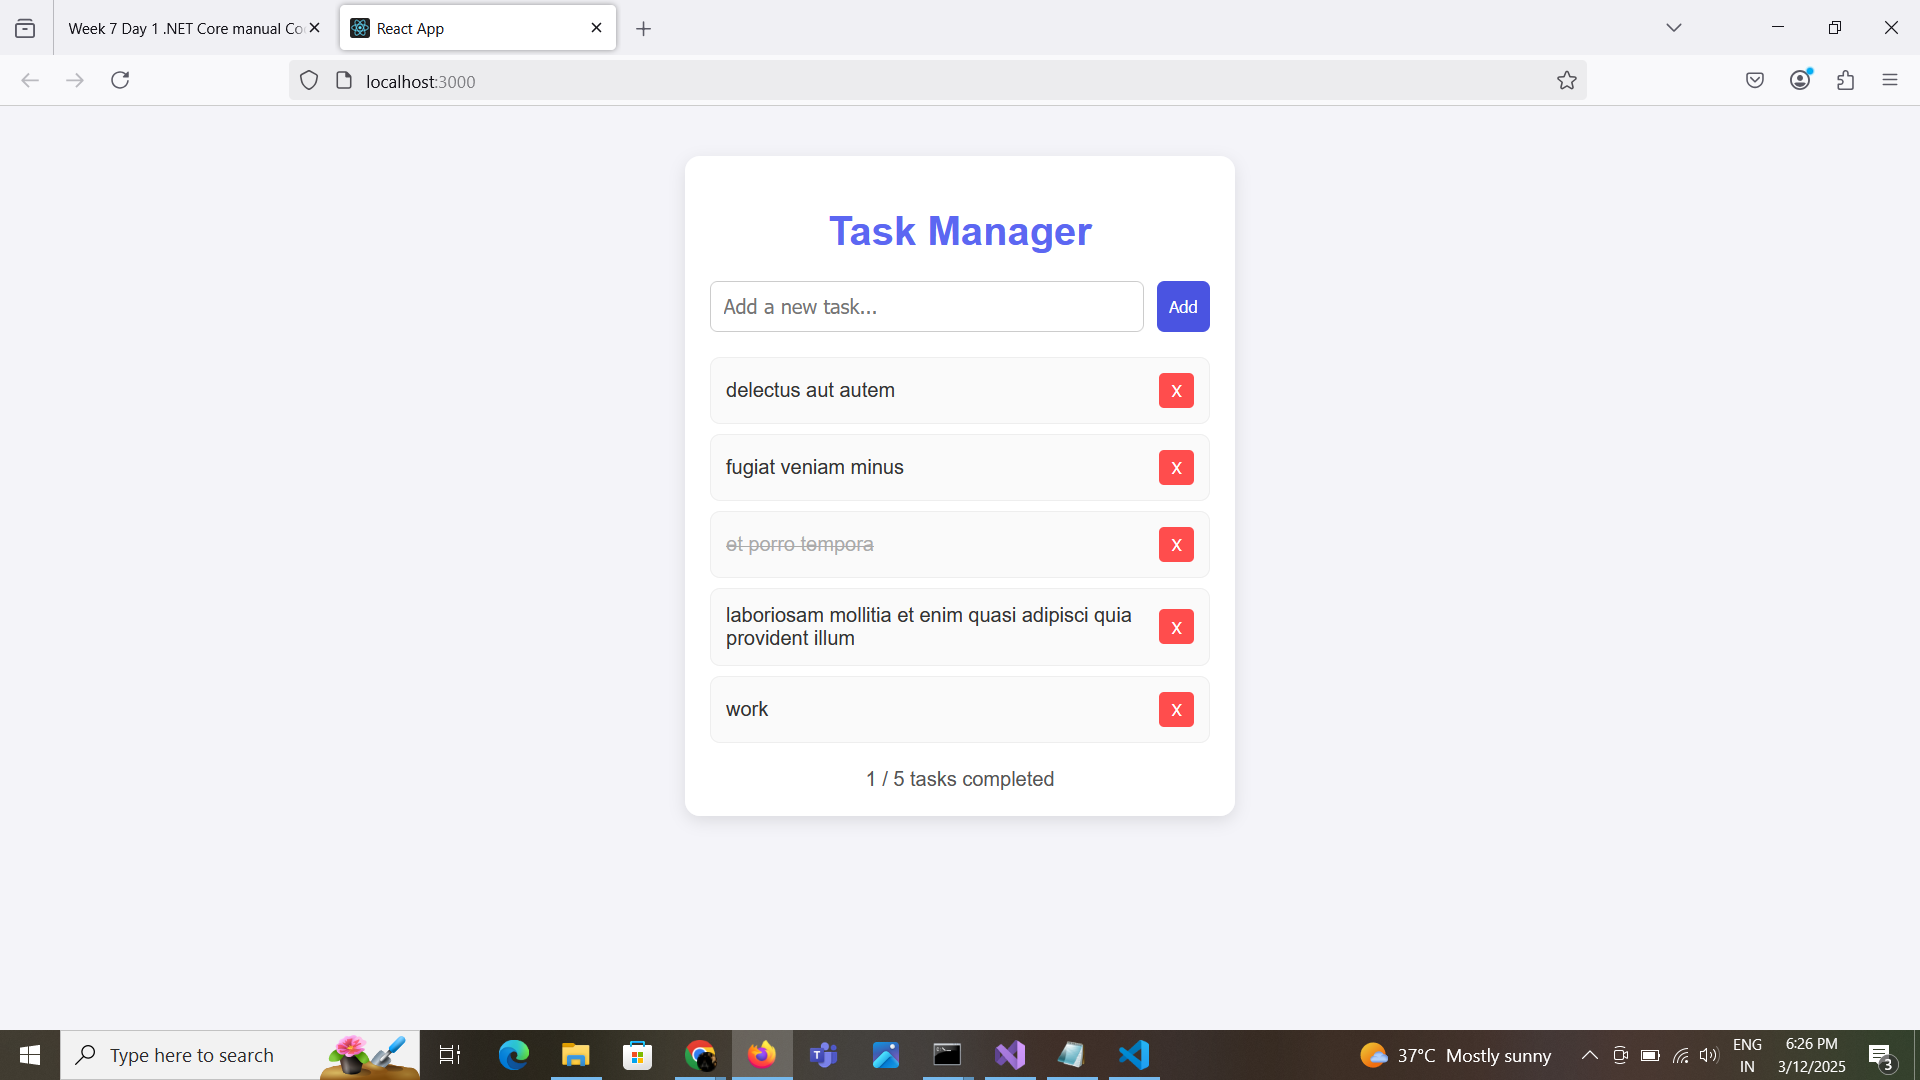 Week 7 Day 1 .NET Core manual Co
React App
localhost:3000
Task Manager
Add a new task...
Add
delectus aut autem
X
fugiat veniam minus
X
et porro tempora
X
laboriosam mollitia et enim quasi adipisci quia
provident illum
X
work
X
1 / 5 tasks completed
Type here to search
37°C Mostly sunny
ENG
IN
6:26 PM
3/12/2025
3